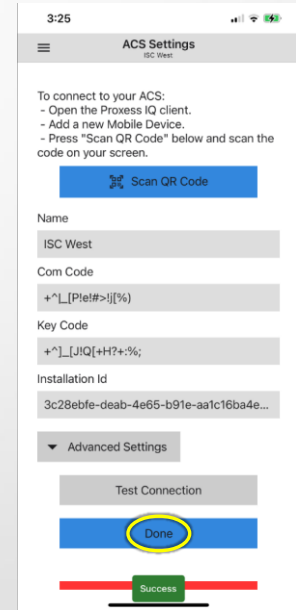 3:25
ACS Settings
ISC West
To connect to your ACS:
- Open the Proxess IQ client.
- Add a new Mobile Device.
- Press "Scan QR Code" below and scan the
code on your screen.
Scan QR Code
Name
ISC West
Com Code
+^|_[P!e!#>!j[%)
Key Code
+^]_[J!Q[+H?+:%;
Installation Id
3c28ebfe-deab-4e65-b91e-aa1c16ba4e...
Advanced Settings
Test Connection
Done
Success